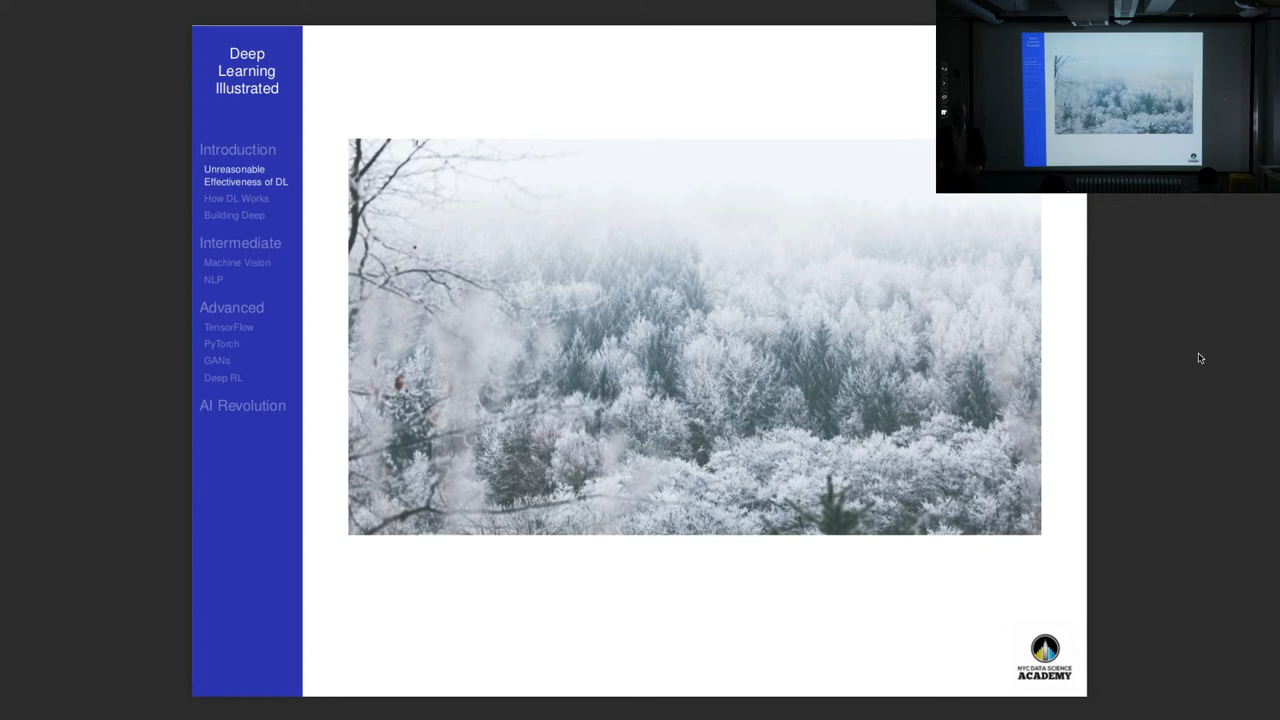 Deep
Learning
Illustrated
Introduction
Unreasonable
Effectiveness of DL
How DL Works
Building Deep
Intermediate
Machine Vision
NLP
Advanced
TensorFlow
PyTorch
GANs
Deep RL
AI Revolution
NYC DATA SCIENCE
ACADEMY